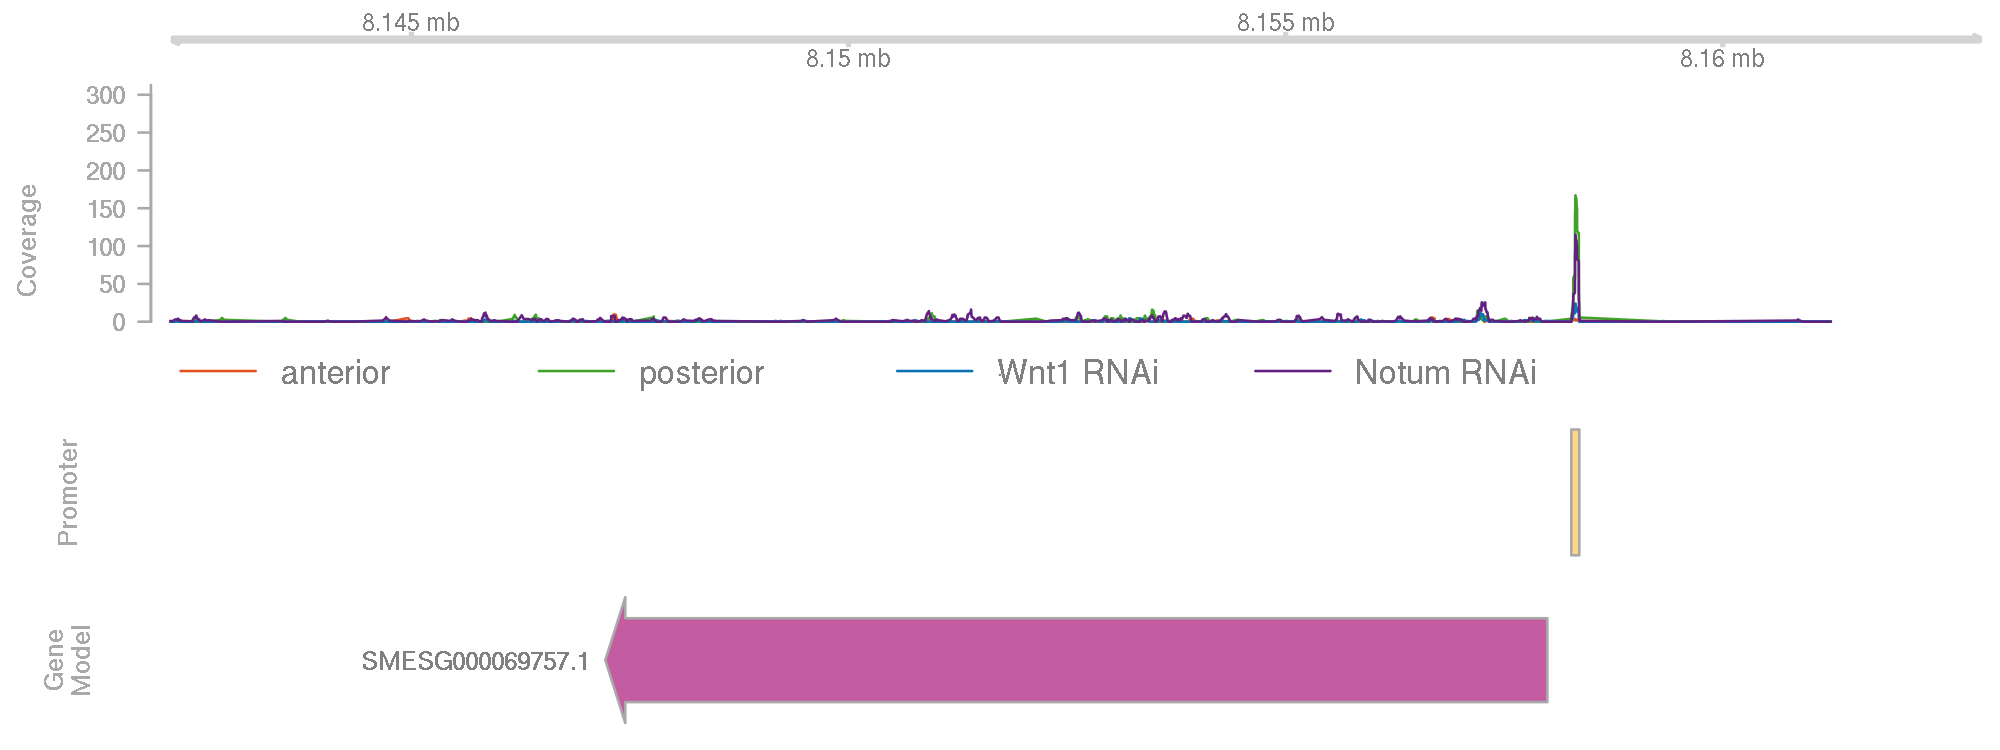 8.145 mb
8.155 mb
8.15 mb
8.16 mb
300
250
200
150
100
50
0
Coverage
anterior
posterior
Wnt1 RNAi
Notum RNAi
Promoter
Gene
Model
SMESG000069757.1